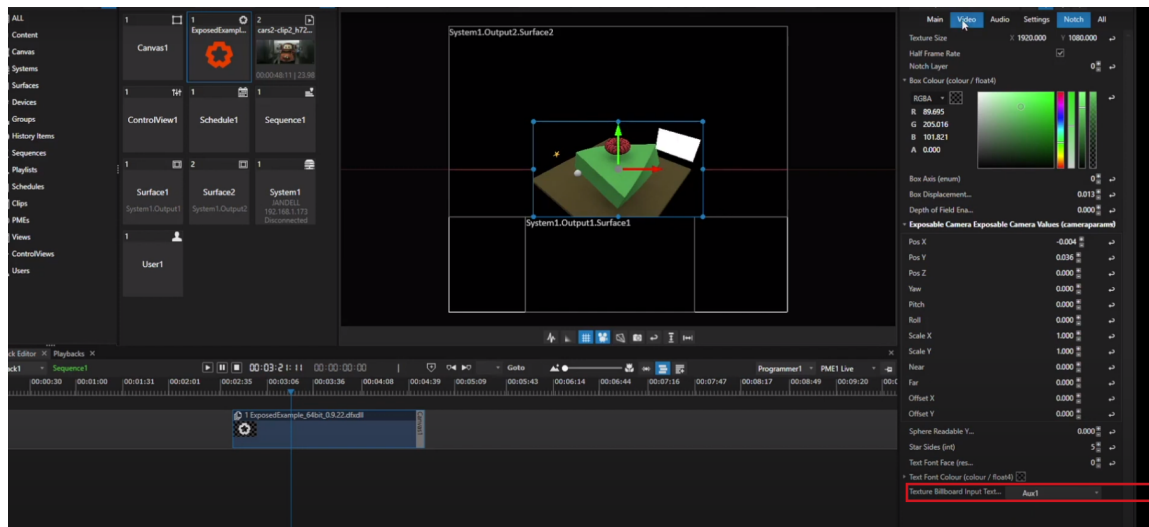 ALL
Content
Canvas
Systems
Surfaces
Devices
Groups
History Items
Sequences
Playlists
Schedules
Clips
PMEs
Views
ControlViews
Users
1
Canvas1
1
ExposedExampl...
2
cars2-clip2_h72...
00:00:48:11 | 23.98
1
ControlView1
1
Schedule1
1
Sequence1
1
Surface1
System1.Output1
2
Surface2
System1.Output2
1
System1
JANDELL
192.168.1.173
Disconnected
1
User1
System1.Output2.Surface2
System1.Output1.Surface1
Main Video Audio Settings Notch All
Texture Size X 1920.000 Y 1080.000
Half Frame Rate
Notch Layer 0
Box Colour (colour / float4)
RGBA
R 89.695
G 205.016
B 101.821
A 0.000
Box Axis (enum) 0
Box Displacement... 0.013
Depth of Field Ena... 0.000
Exposable Camera Exposable Camera Values (cameraparams)
Pos X -0.004
Pos Y 0.036
Pos Z 0.000
Yaw 0.000
Pitch 0.000
Roll 0.000
Scale X 1.000
Scale Y 1.000
Near 0.000
Far 0.000
Offset X 0.000
Offset Y 0.000
Sphere Readable Y... 0.000
Star Sides (int) 5
Text Font Face (res... 0
Text Font Colour (colour / float4)
Texture Billboard Input Text... Aux1
ck Editor × Playbacks ×
ack1 Sequence1 00:03:21:11 00:00:00:00 Goto Programmer1 PME1 Live
00:00:30 00:01:00 00:01:31 00:02:01 00:02:35 00:03:06 00:03:36 00:04:08 00:04:39 00:05:09 00:05:43 00:06:14 00:06:44 00:07:16 00:07:47 00:08:17 00:08:49 00:09:20
1 ExposedExample_64bit_0.9.22.dfxdll
Canvas1